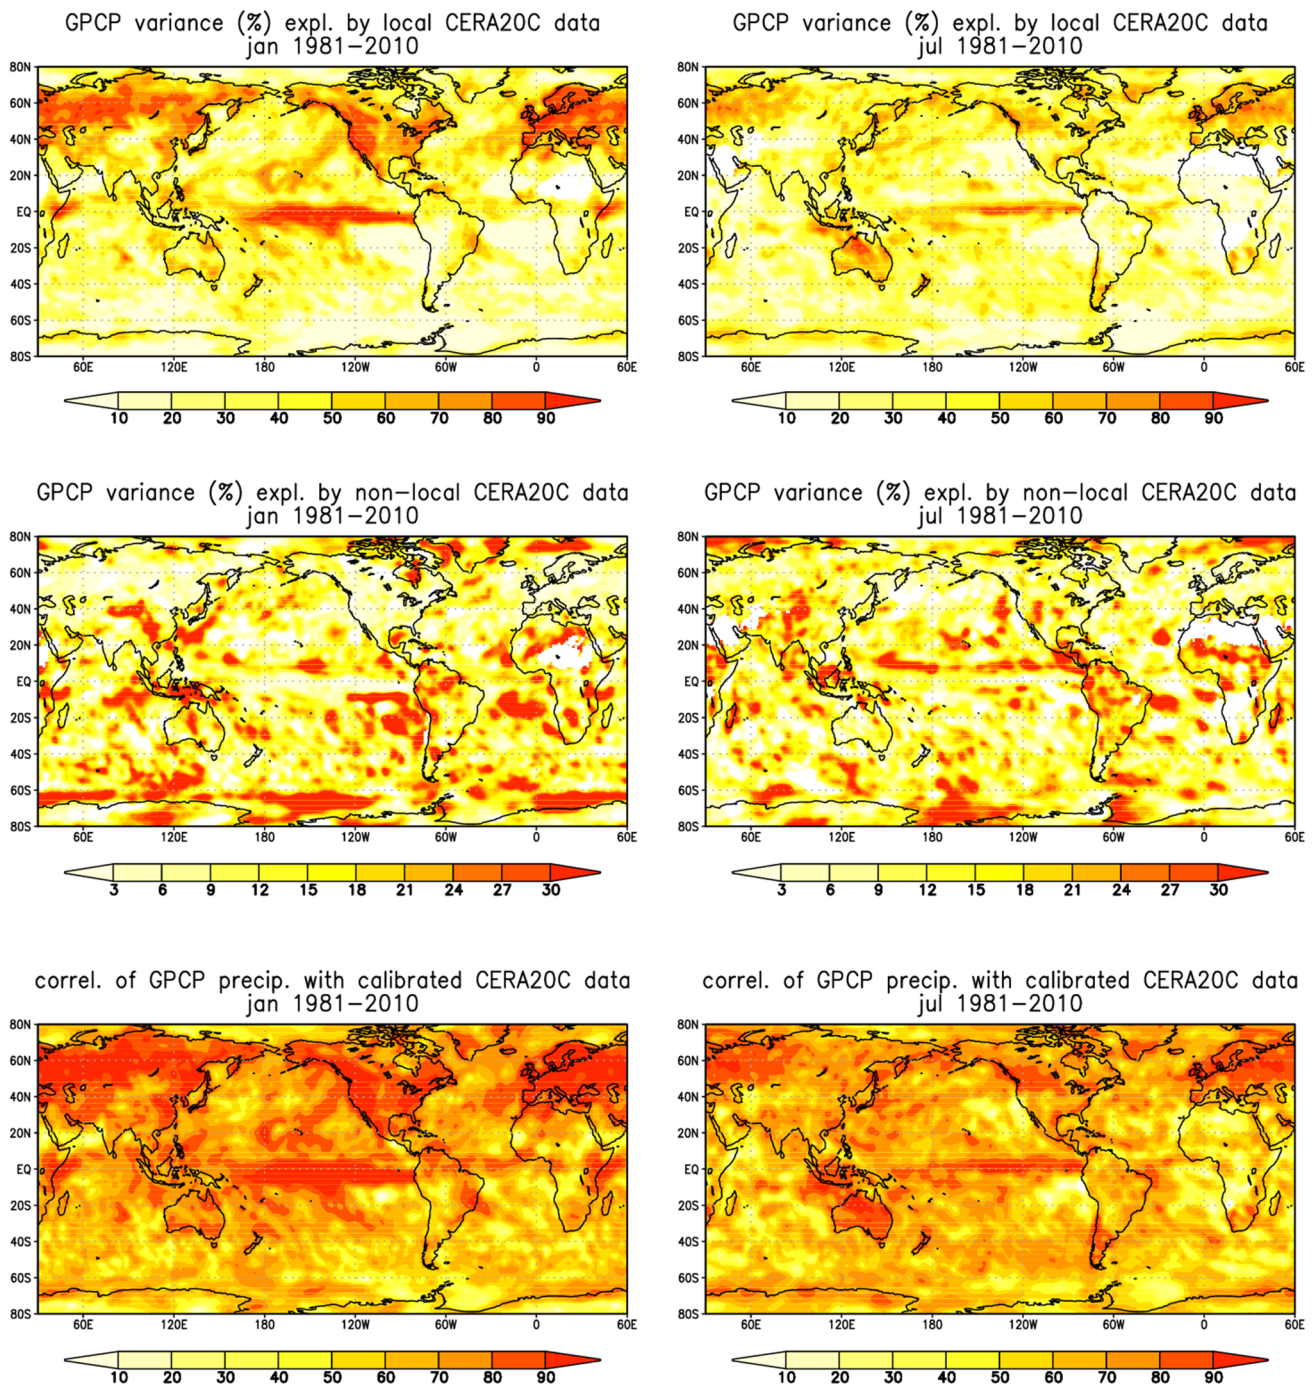 GPCP variance (%) expl. by local CERA20C data
jan 1981−2010
80N
60N
40N
20N
EQ
20S
40S
60S
80S
60E 120E 180 120W 60W 0 60E
10 20 30 40 50 60 70 80 90
GPCP variance (%) expl. by local CERA20C data
jul 1981−2010
80N
60N
40N
20N
EQ
20S
40S
60S
80S
60E 120E 180 120W 60W 0 60E
10 20 30 40 50 60 70 80 90
GPCP variance (%) expl. by non−local CERA20C data
jan 1981−2010
80N
60N
40N
20N
EQ
20S
40S
60S
80S
60E 120E 180 120W 60W 0 60E
3 6 9 12 15 18 21 24 27 30
GPCP variance (%) expl. by non−local CERA20C data
jul 1981−2010
80N
60N
40N
20N
EQ
20S
40S
60S
80S
60E 120E 180 120W 60W 0 60E
3 6 9 12 15 18 21 24 27 30
correl. of GPCP precip. with calibrated CERA20C data
jan 1981−2010
80N
60N
40N
20N
EQ
20S
40S
60S
80S
60E 120E 180 120W 60W 0 60E
10 20 30 40 50 60 70 80 90
correl. of GPCP precip. with calibrated CERA20C data
jul 1981−2010
80N
60N
40N
20N
EQ
20S
40S
60S
80S
60E 120E 180 120W 60W 0 60E
10 20 30 40 50 60 70 80 90